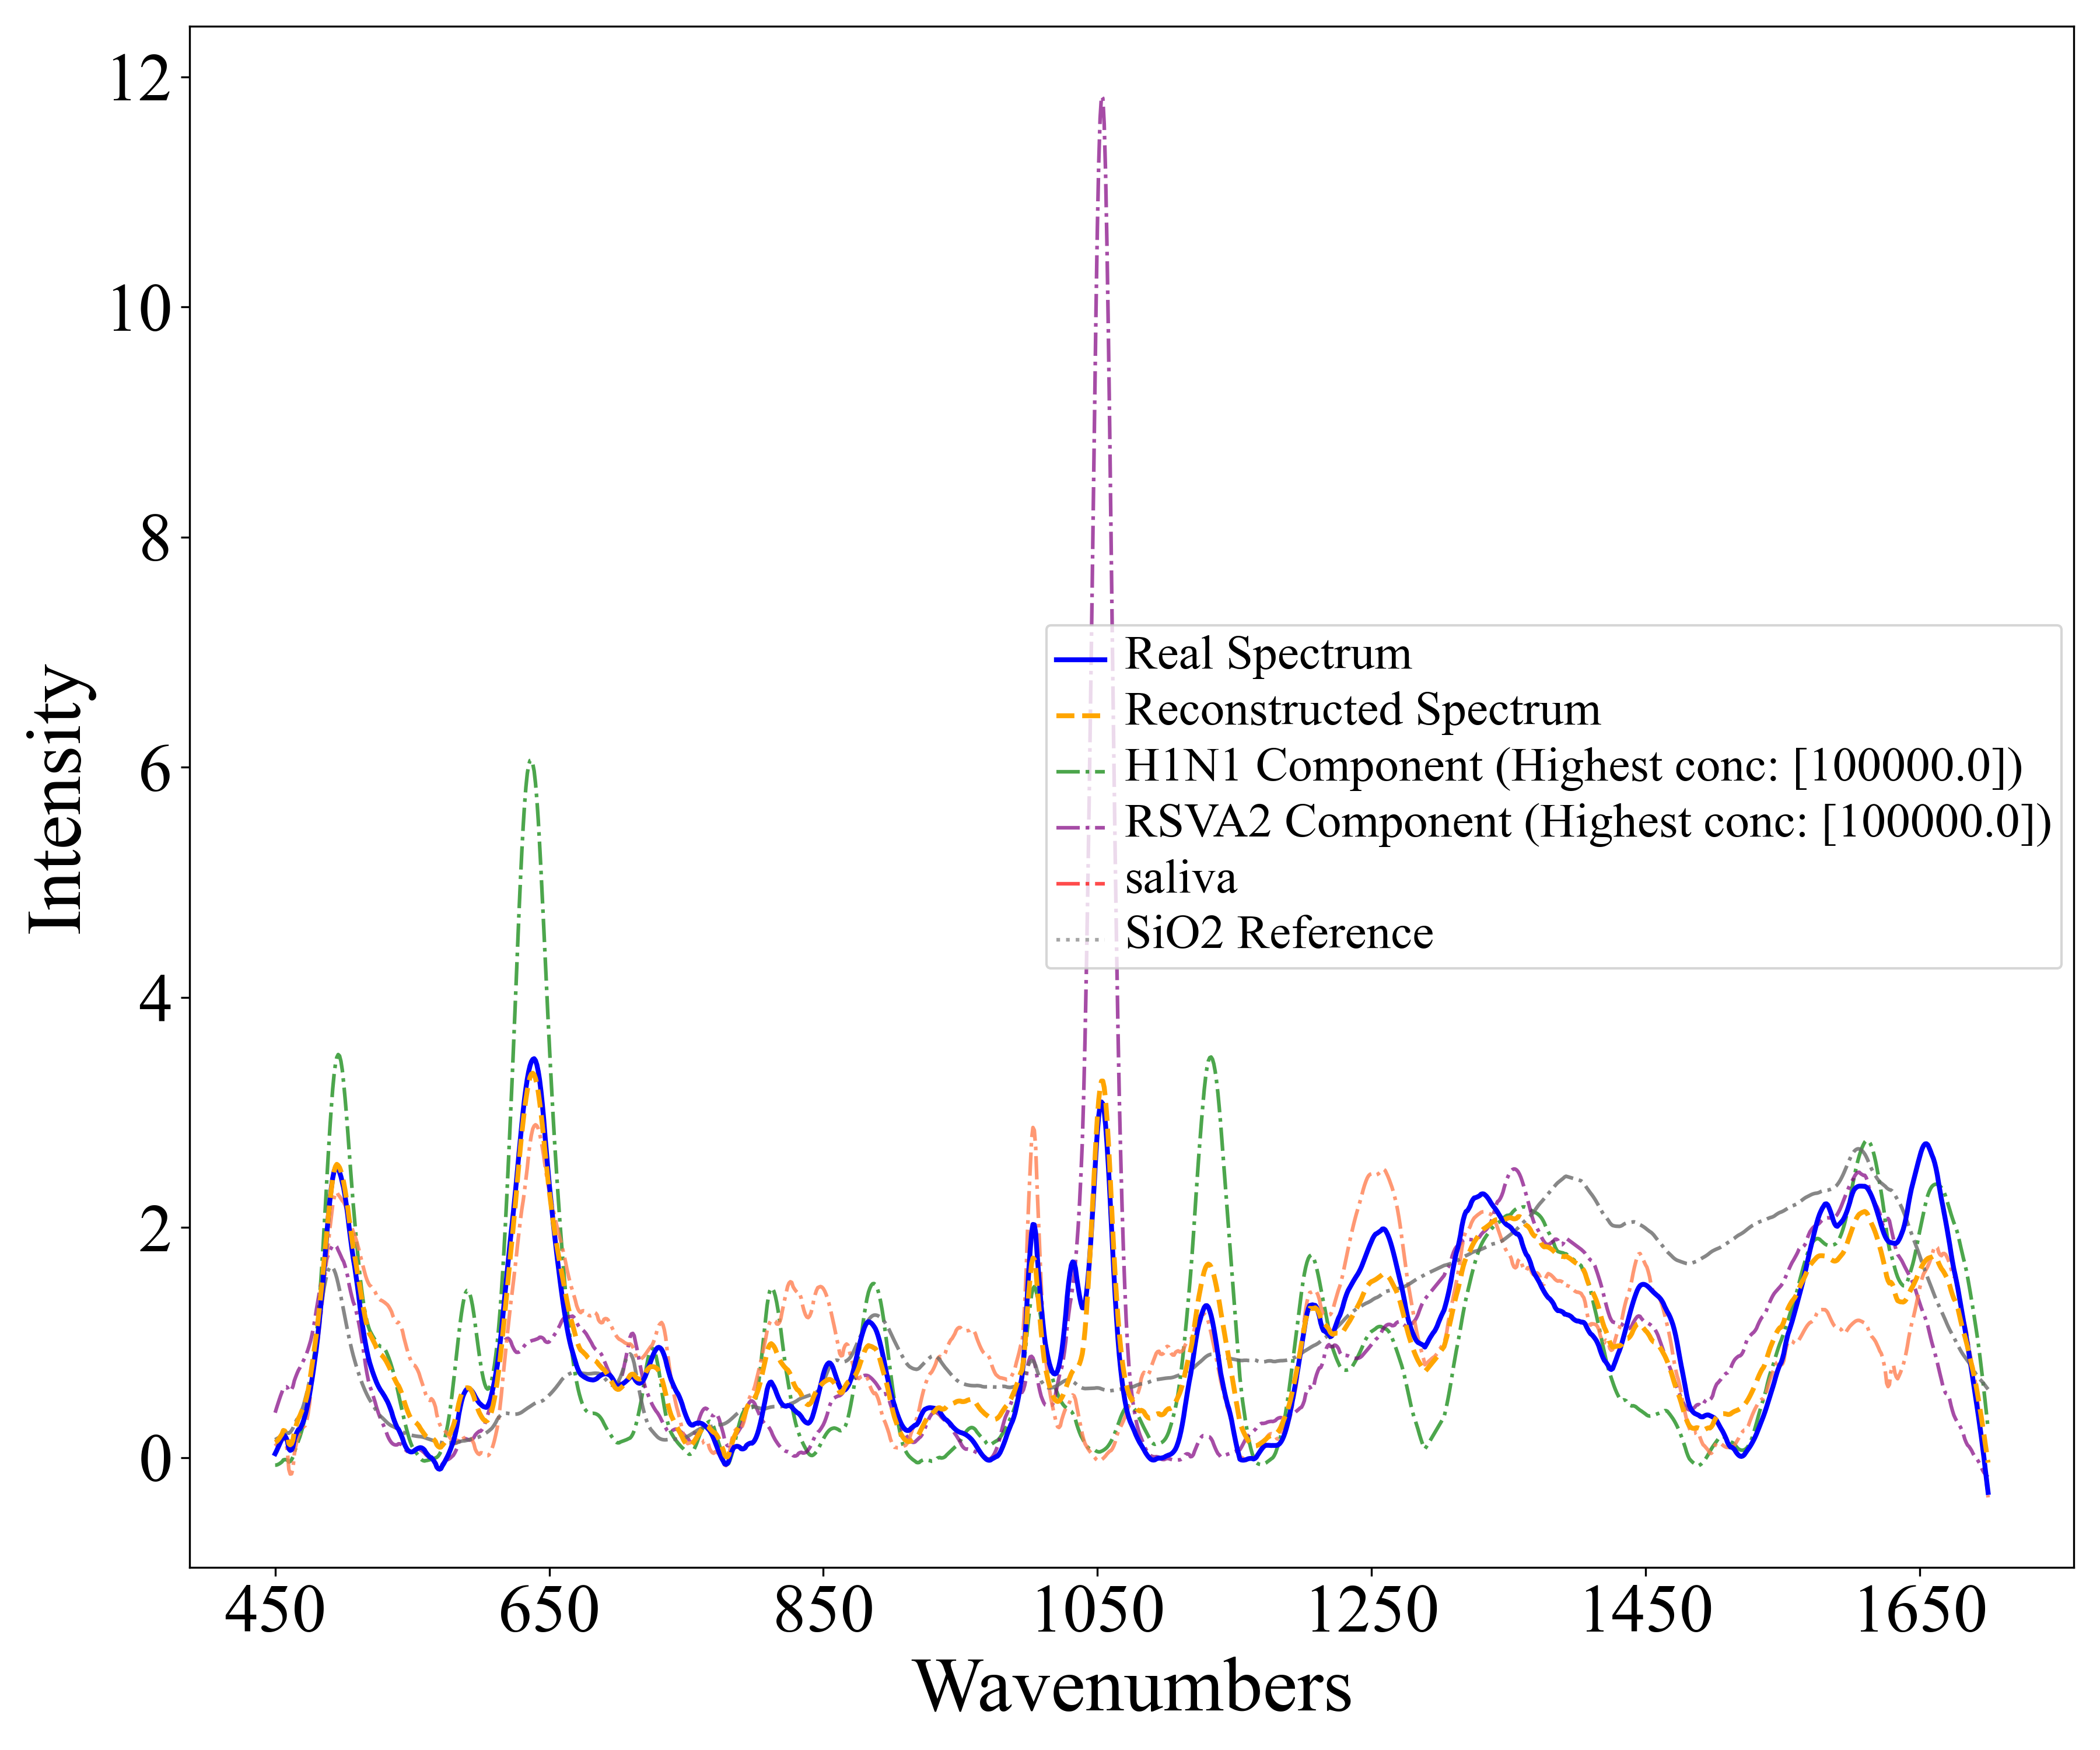 12
10
8
6
4
2
0
Intensity
Real Spectrum
Reconstructed Spectrum
H1N1 Component (Highest conc: [100000.0])
RSVA2 Component (Highest conc: [100000.0])
saliva
SiO2 Reference
450 650 850 1050 1250 1450 1650
Wavenumbers